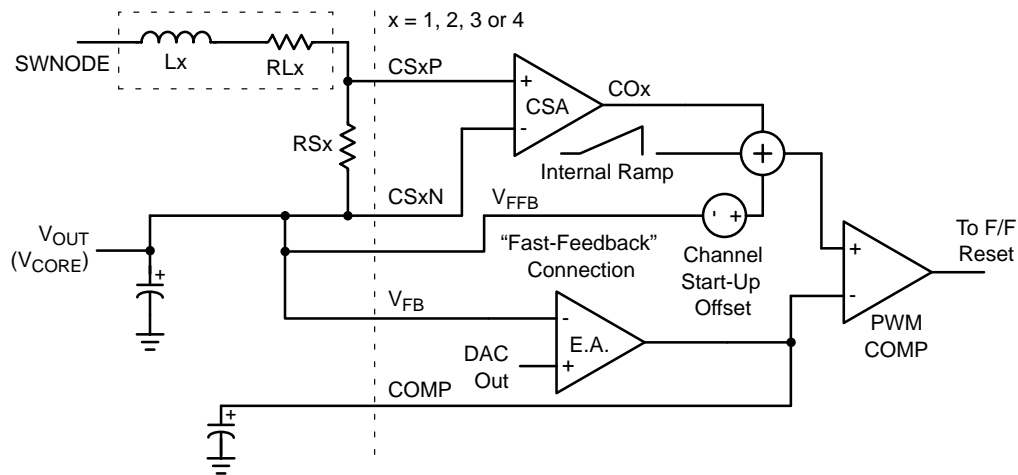 x = 1, 2, 3 or 4
SWNODE
Lx
RLx
CSxP
+
CSA
-
COx
RSx
Internal Ramp
+
CSxN
VFFB
- +
VOUT
(VCORE)
+
"Fast-Feedback"
Connection
Channel
Start-Up
Offset
+
-
To F/F
Reset
PWM
COMP
VFB
-
E.A.
+
DAC
Out
COMP
+